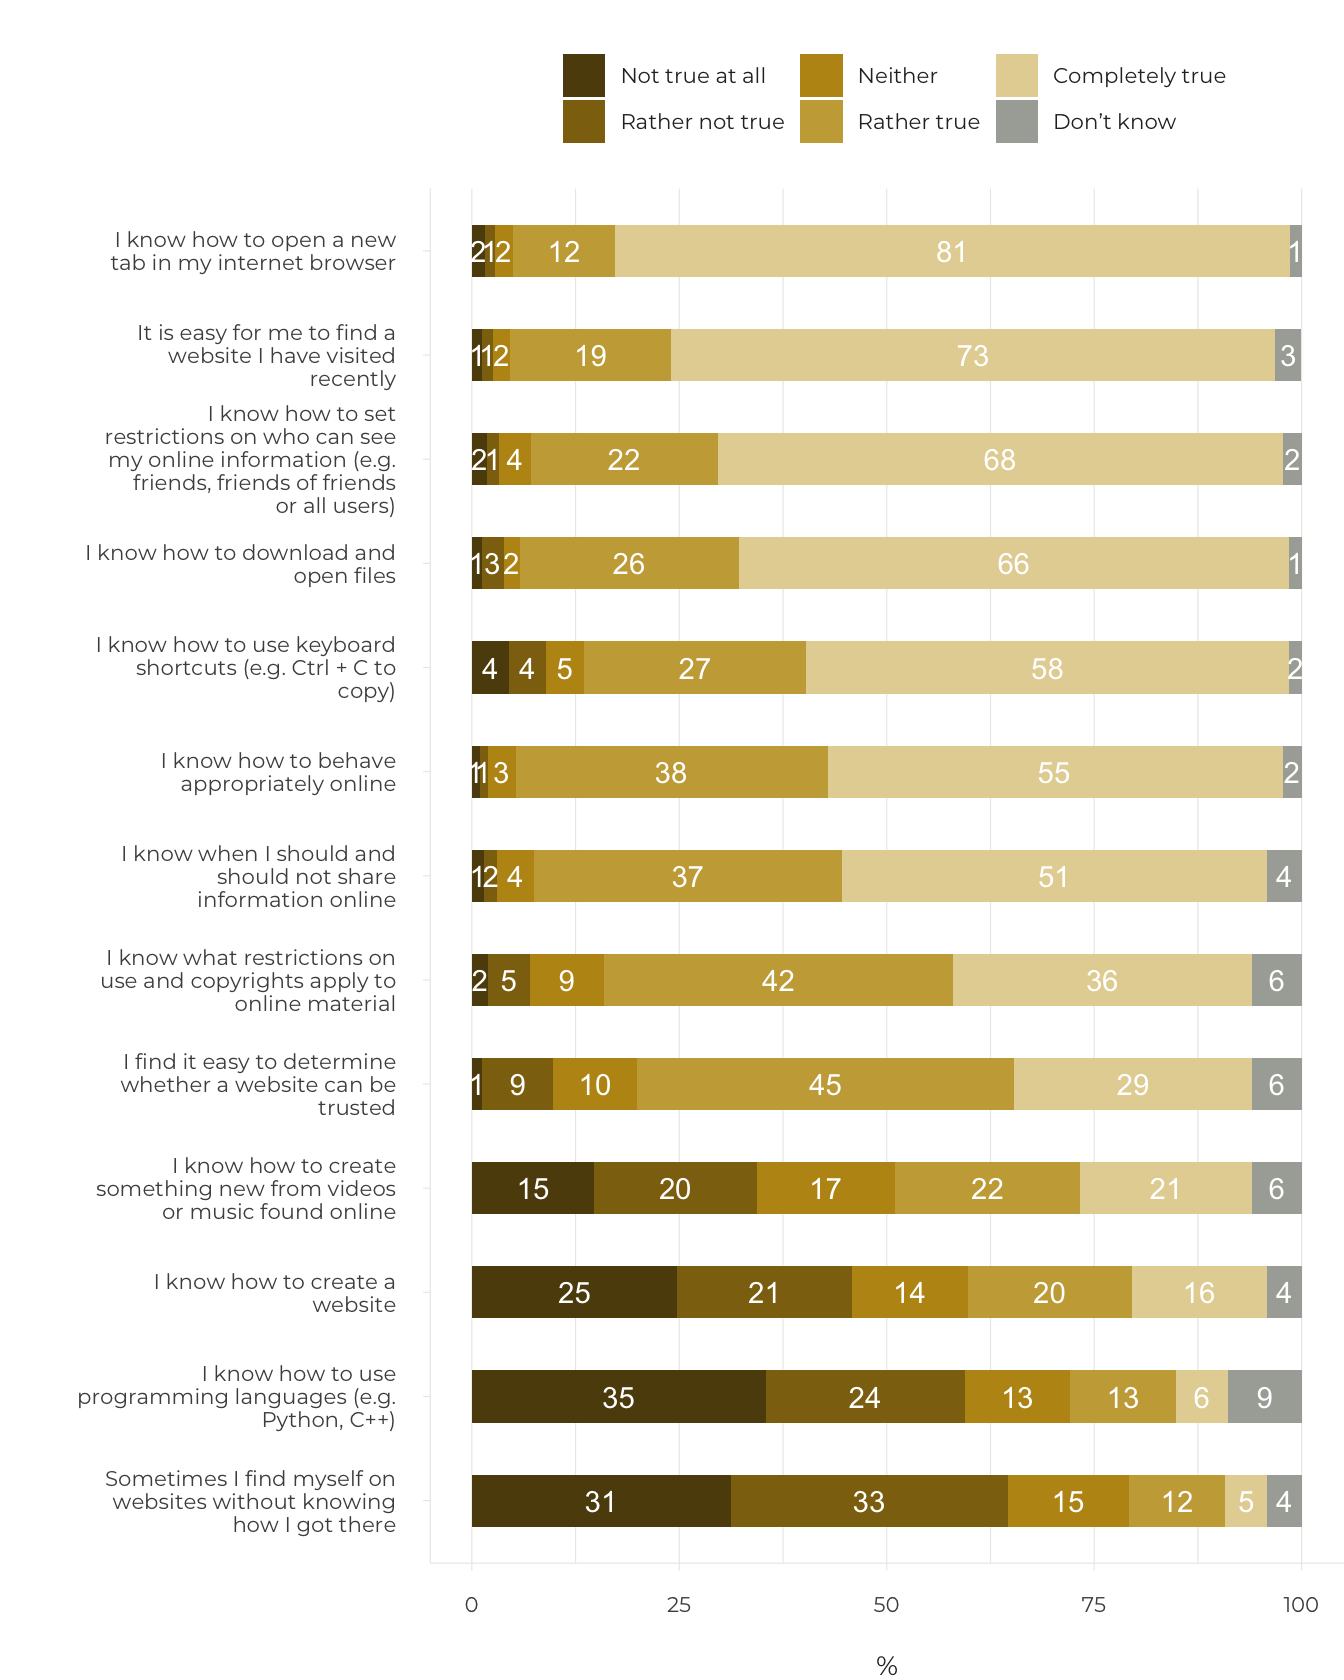 Not true at all
Neither
Completely true
Rather not true
Rather true
Don’t know
I know how to open a new
tab in my internet browser
2 1 2 12 81 1
It is easy for me to find a
website I have visited
recently
1 1 2 19 73 3
I know how to set
restrictions on who can see
my online information (e.g.
friends, friends of friends
or all users)
2 1 4 22 68 2
I know how to download and
open files
1 3 2 26 66 1
I know how to use keyboard
shortcuts (e.g. Ctrl + C to
copy)
4 4 5 27 58 2
I know how to behave
appropriately online
1 1 3 38 55 2
I know when I should and
should not share
information online
1 2 4 37 51 4
I know what restrictions on
use and copyrights apply to
online material
2 5 9 42 36 6
I find it easy to determine
whether a website can be
trusted
1 9 10 45 29 6
I know how to create
something new from videos
or music found online
15 20 17 22 21 6
I know how to create a
website
25 21 14 20 16 4
I know how to use
programming languages (e.g.
Python, C++)
35 24 13 13 6 9
Sometimes I find myself on
websites without knowing
how I got there
31 33 15 12 5 4
0 25 50 75 100
%